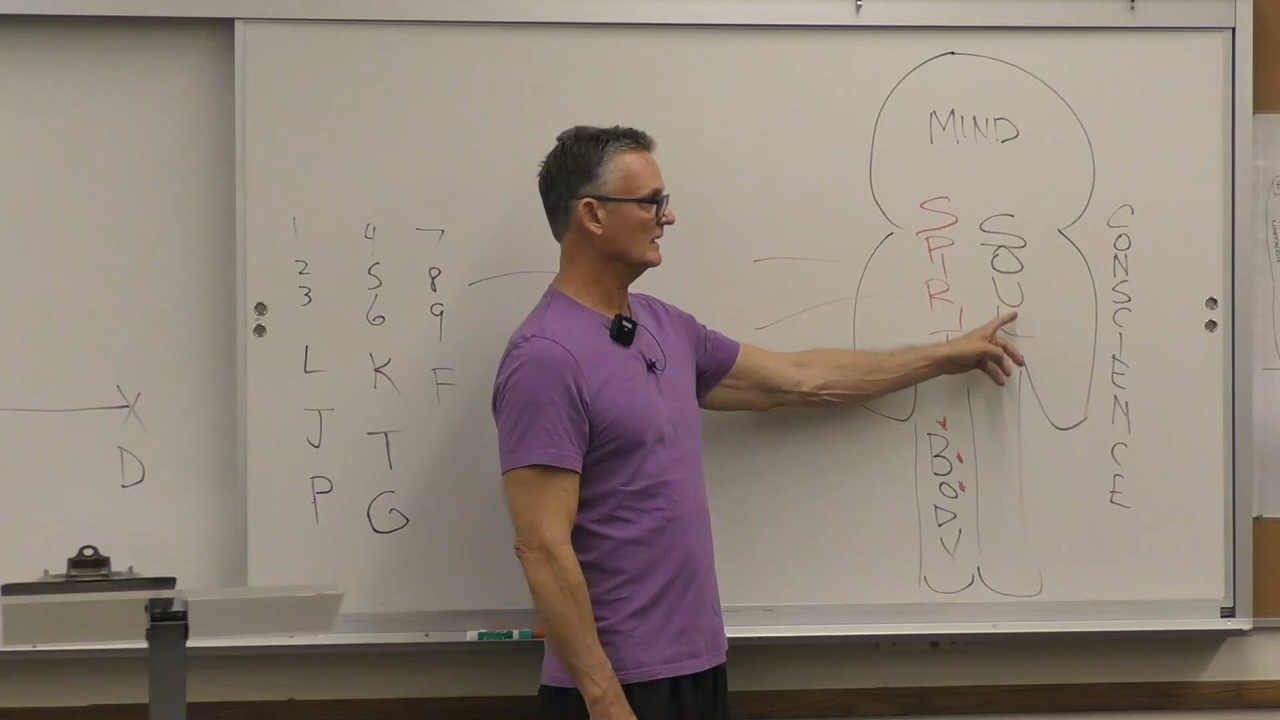 1 4 7
2 5 8
3 6 9
L K F
J T
P G
X
D
MIND
SPIRIT
SOUL
BODY
CONSCIENCE